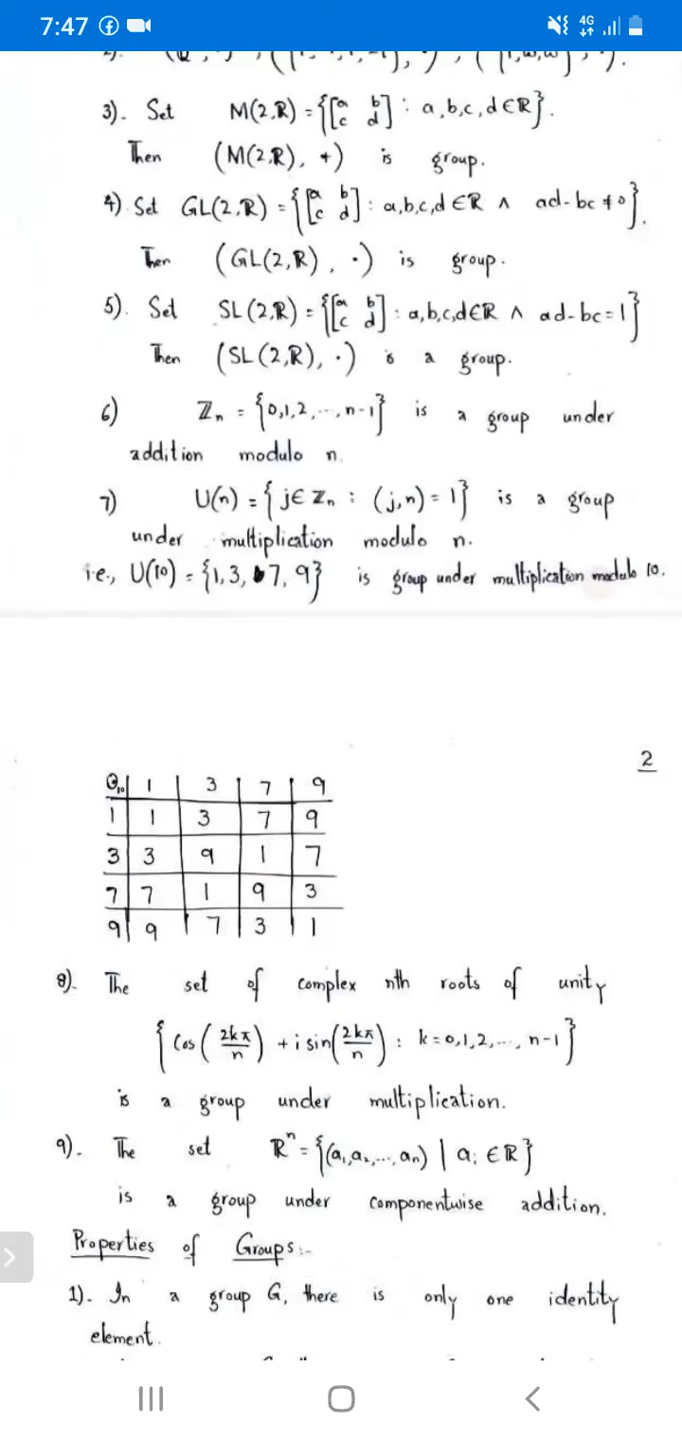 7:47 4G
3). Set M(2,R) = {[a b c d] : a,b,c,d ∈ R}.
Then (M(2,R), +) is group.
4) Set GL(2,R) = {[a b c d] : a,b,c,d ∈ R ∧ ad-bc ≠ 0}.
Then (GL(2,R), ·) is group.
5). Set SL(2,R) = {[a b c d] : a,b,c,d ∈ R ∧ ad-bc = 1}
Then (SL(2,R), ·) is a group.
6) Zn = {0,1,2,...,n-1} is a group under
addition modulo n.
7) U(n) = {j ∈ Zn : (j,n) = 1} is a group
under multiplication modulo n.
i.e., U(10) = {1,3,7,9} is group under multiplication modulo 10.
2
⊙10 1 3 7 9
1 1 3 7 9
3 3 9 1 7
7 7 1 9 3
9 9 7 3 1
8). The set of complex nth roots of unity
{Cos(2kπ/n) + i sin(2kπ/n) : k = 0,1,2,..., n-1}
is a group under multiplication.
9). The set Rⁿ = {(a1,a2,...,an) | ai ∈ R}
is a group under Componentwise addition.
Properties of Groups:-
1). In a group G, there is only one identity
element.